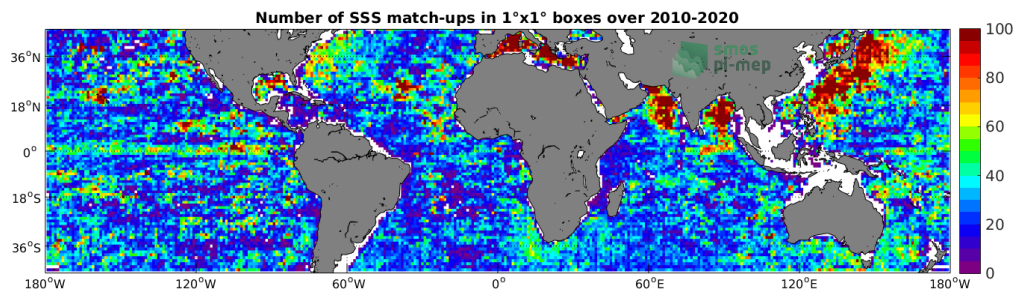 Number of SSS match-ups in 1°x1° boxes over 2010-2020
smos
pi-mep
36°N
18°N
0°
18°S
36°S
180°W
120°W
60°W
0°
60°E
120°E
180°W
100
80
60
40
20
0